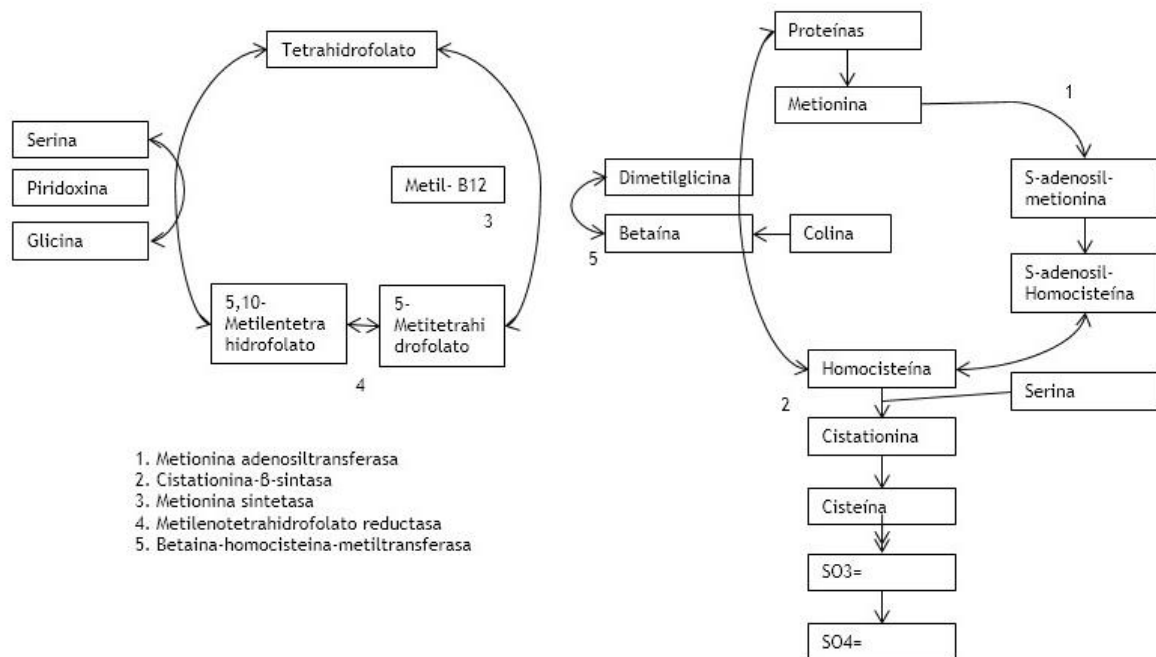 Tetrahidrofolato
Serina
Piridoxina
Glicina
Metil- B12
3
5,10-
Metilentetra
hidrofolato
5-
Metitetrahi
drofolato
4
Proteínas
Metionina
1
Dimetilglicina
Betaína
Colina
5
S-adenosil-
metionina
S-adenosil-
Homocisteína
Homocisteína
2
Serina
Cistationina
Cisteína
SO3=
SO4=
1. Metionina adenosiltransferasa
2. Cistationina-β-sintasa
3. Metionina sintetasa
4. Metilenotetrahidrofolato reductasa
5. Betaina-homocisteina-metiltransferasa